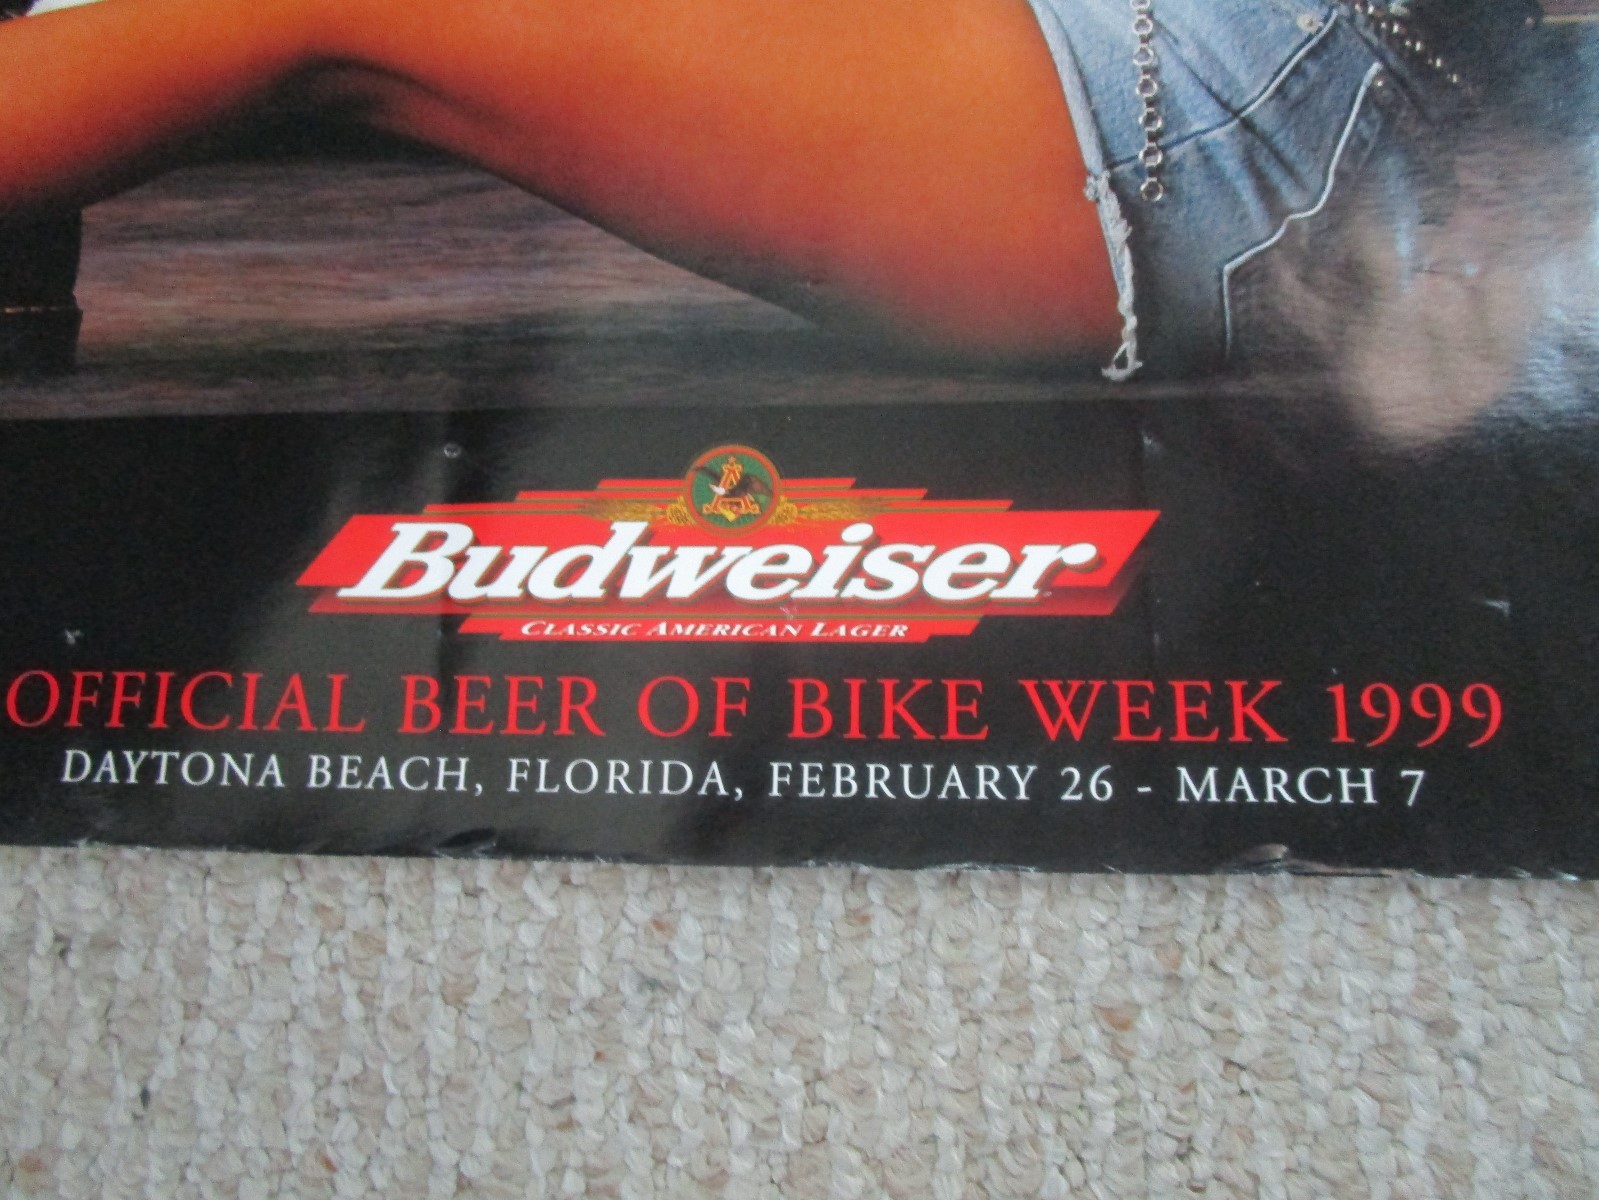 Budweiser
CLASSIC AMERICAN LAGER
OFFICIAL BEER OF BIKE WEEK 1999
DAYTONA BEACH, FLORIDA, FEBRUARY 26 - MARCH 7